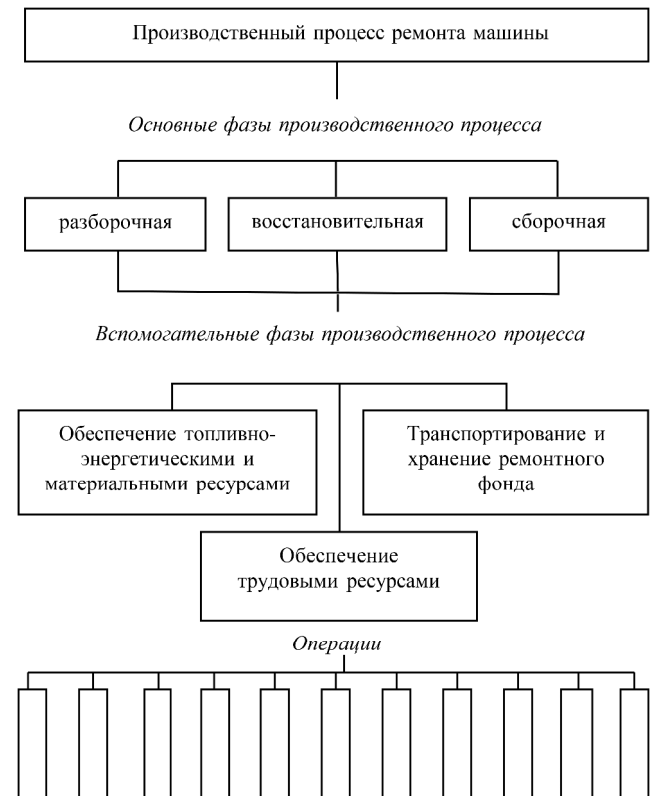 Производственный процесс ремонта машины
Основные фазы производственного процесса
разборочная
восстановительная
сборочная
Вспомогательные фазы производственного процесса
Обеспечение топливно-
энергетическими и
материальными ресурсами
Транспортирование и
хранение ремонтного
фонда
Обеспечение
трудовыми ресурсами
Операции